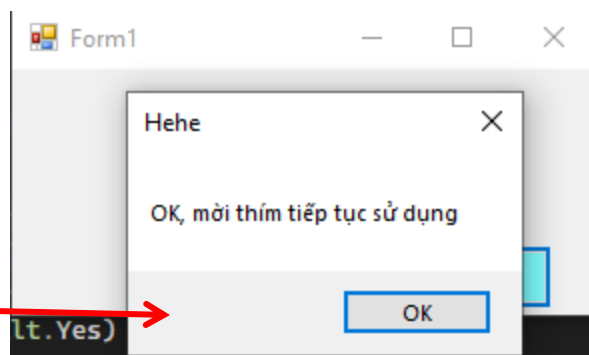 Form1
Hehe
OK, mời thím tiếp tục sử dụng
OK
lt.Yes)